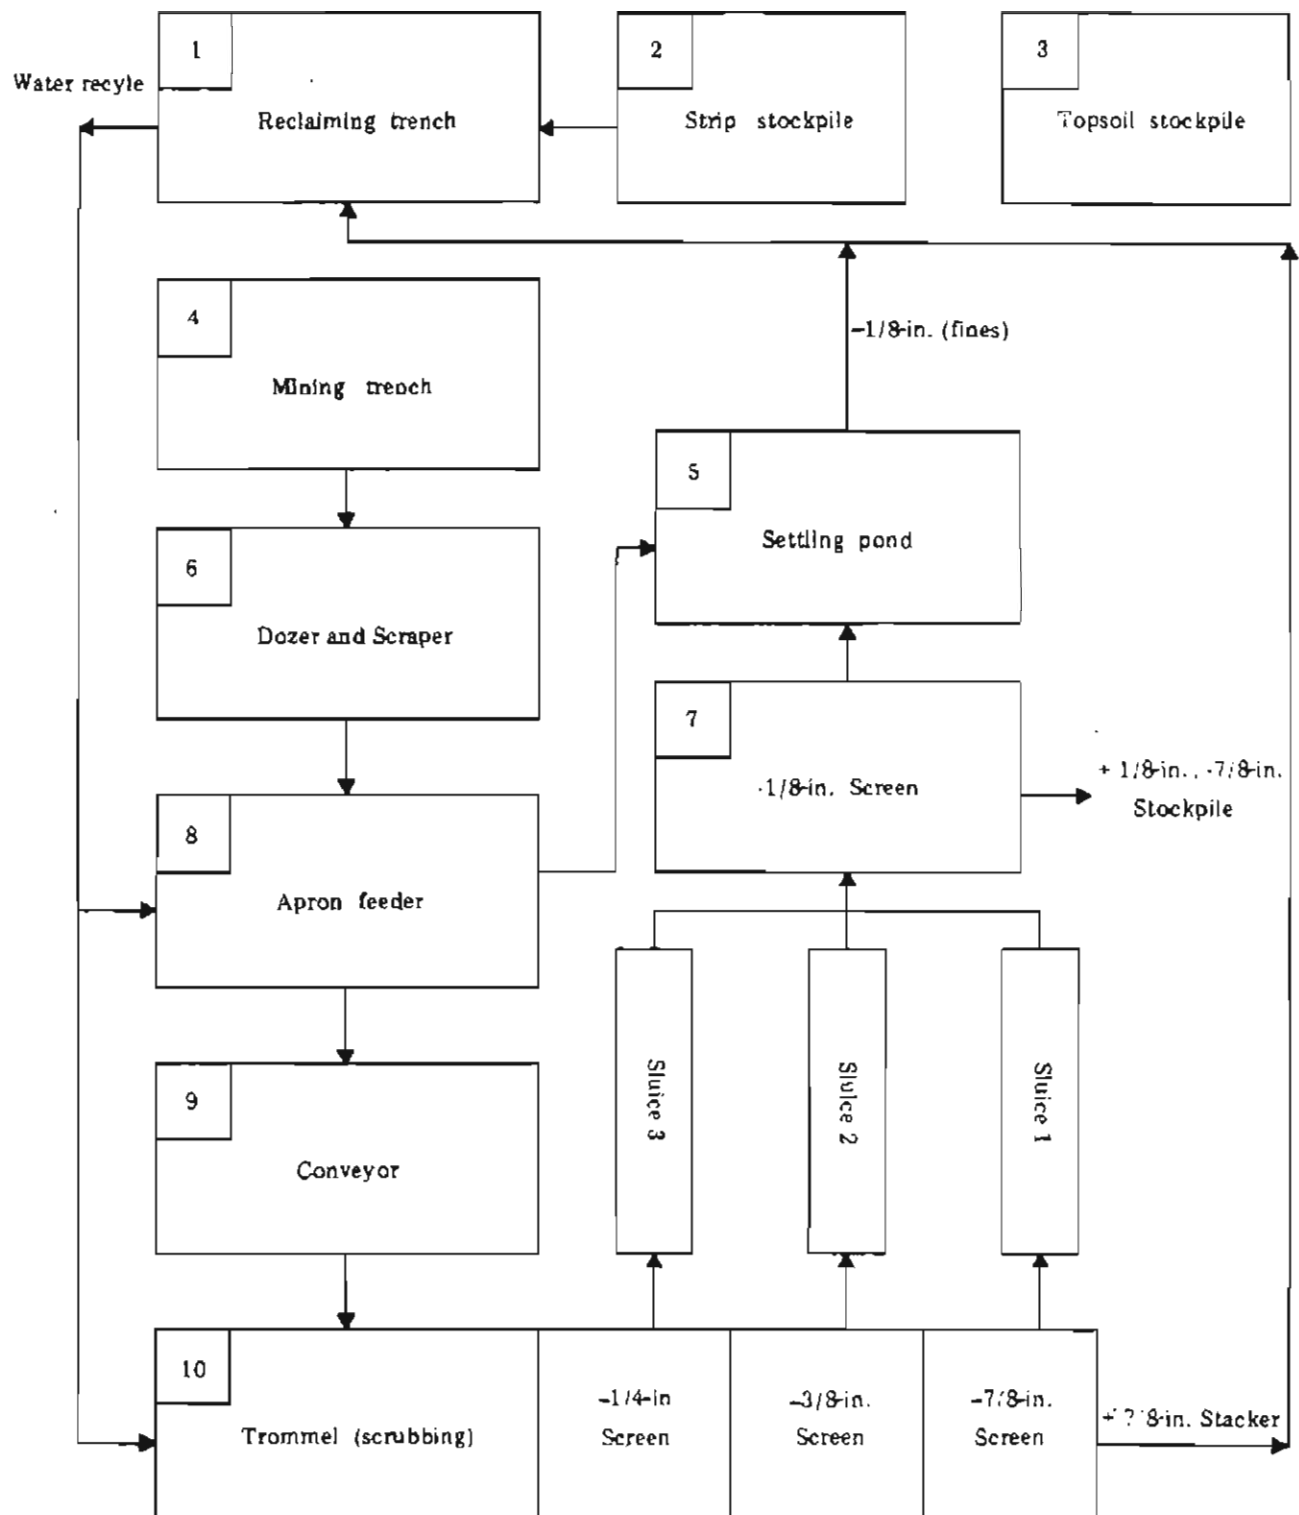 1
2
3
Water recyle
Reclaiming trench
Strip stockpile
Topsoil stockpile
4
-1/8-in. (fines)
Mining trench
5
Settling pond
6
Dozer and Scraper
7
-1/8-in. Screen
+ 1/8-in., -7/8-in.
Stockpile
8
Apron feeder
Sluice 3
Sluice 2
Sluice 1
9
Conveyor
10
Trommel (scrubbing)
-1/4-in
Screen
-3/8-in.
Screen
-7/8-in.
Screen
8-in. Stacker